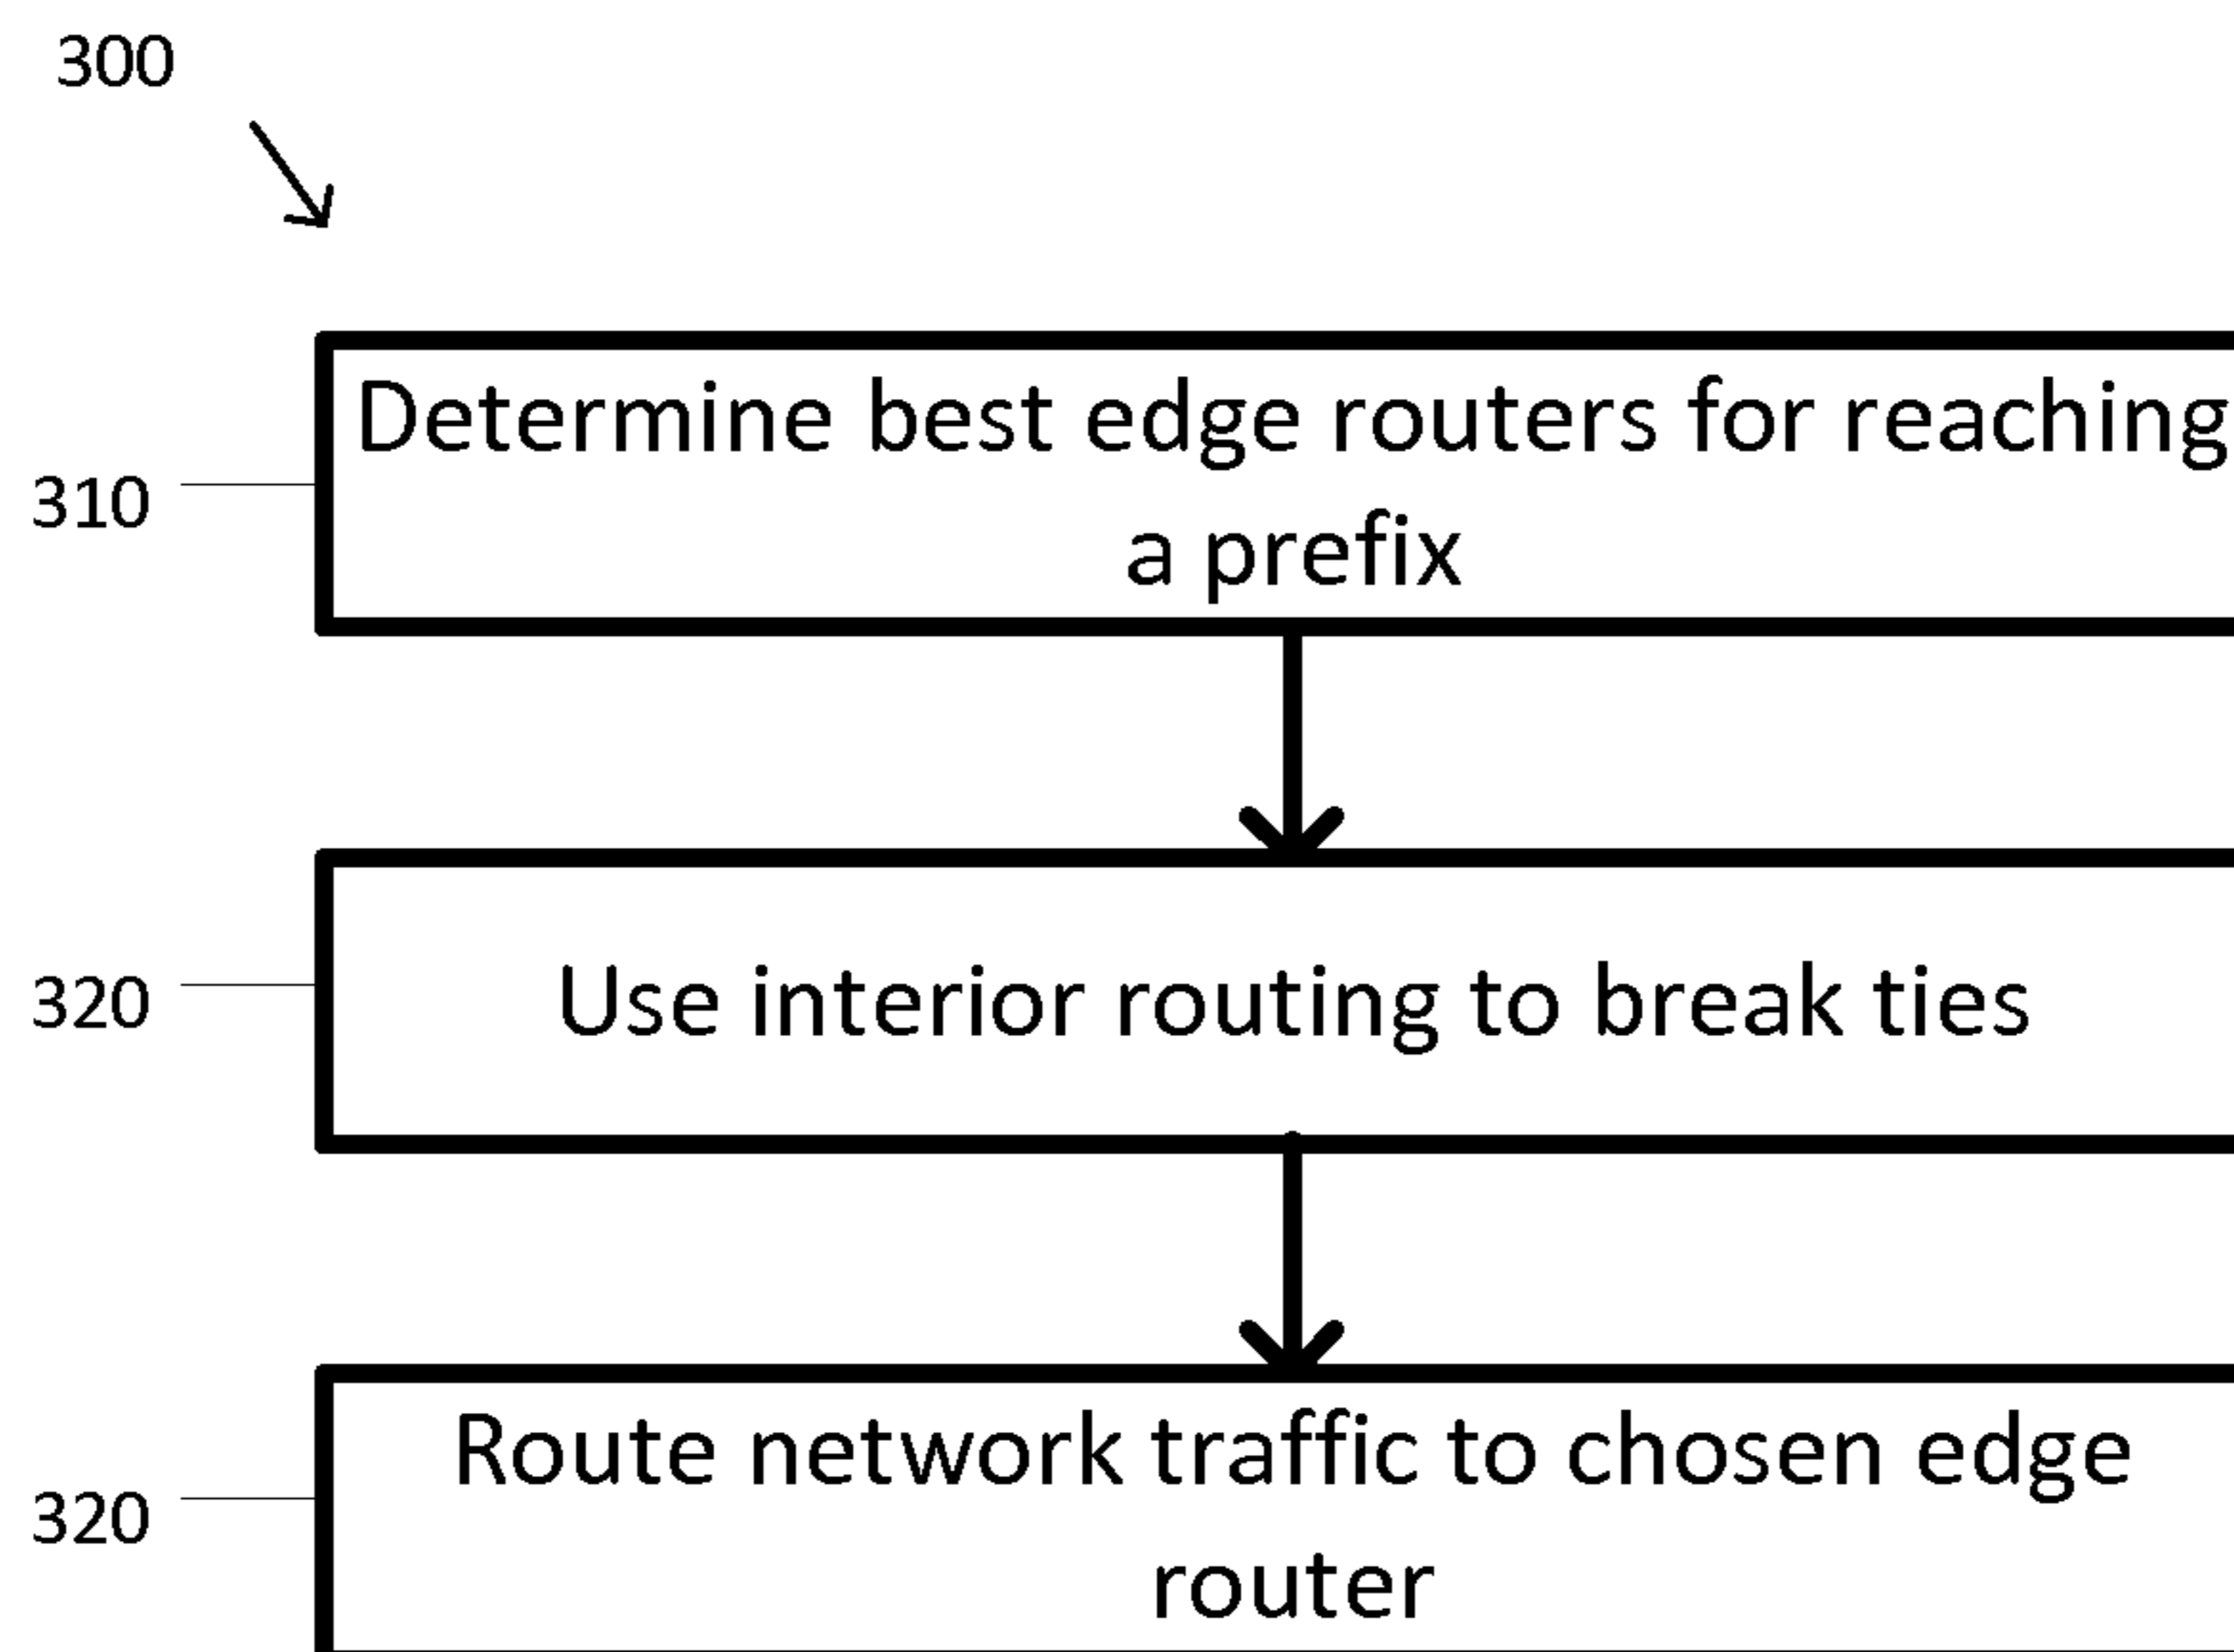 300
310
Determine best edge routers for reaching
a prefix
320
Use interior routing to break ties
320
Route network traffic to chosen edge
router